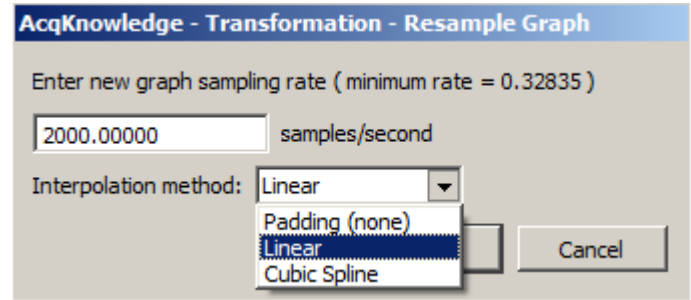 AcqKnowledge - Transformation - Resample Graph
Enter new graph sampling rate ( minimum rate = 0.32835 )
2000.00000 samples/second
Interpolation method: Linear
Padding (none)
Linear
Cubic Spline
Cancel